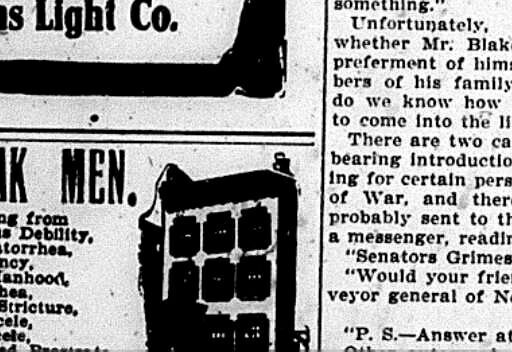 s Light Co.
AK MEN.
ng from
s Debility,
atorrhea,
ncy,
Manhood,
hea,
Stricture,
cele,
cele,
something."
Unfortunately,
whether Mr. Blak
preferment of hims
bers of his family
do we know how
to come into the li
There are two ca
bearing introductio
ing for certain pers
of War, and there
probably sent to th
a messenger, readin
"Senators Grimes
"Would your frie
veyor general of N
"P. S.—Answer at